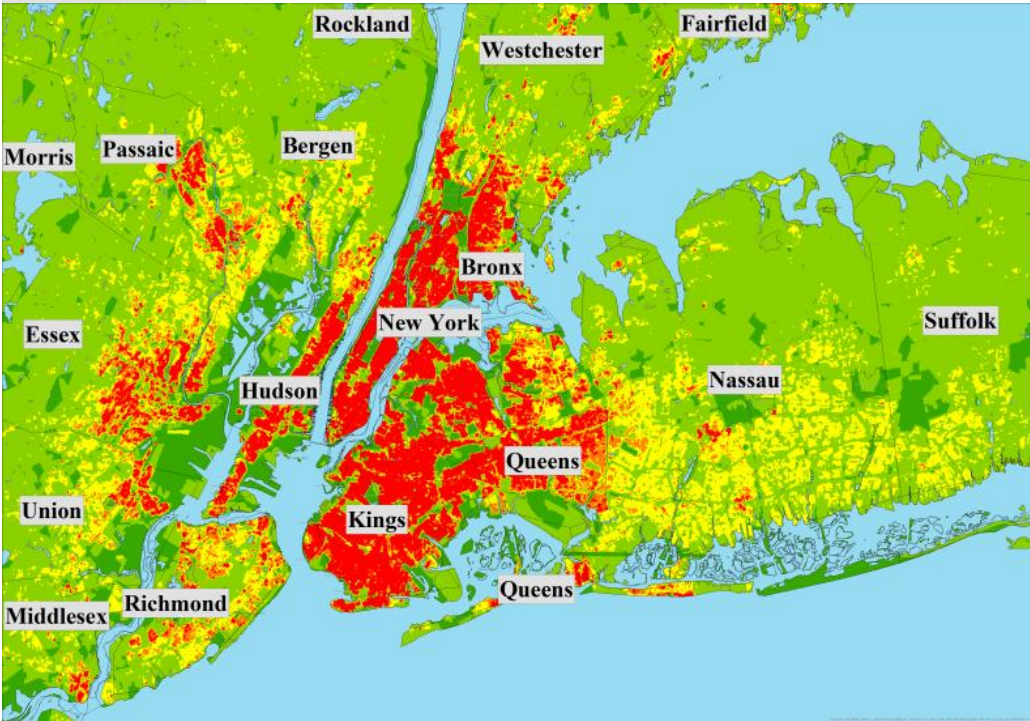 Rockland
Fairfield
Westchester
Bergen
Passaic
Morris
Bronx
New York
Suffolk
Essex
Nassau
Hudson
Queens
Union
Kings
Queens
Richmond
Middlesex